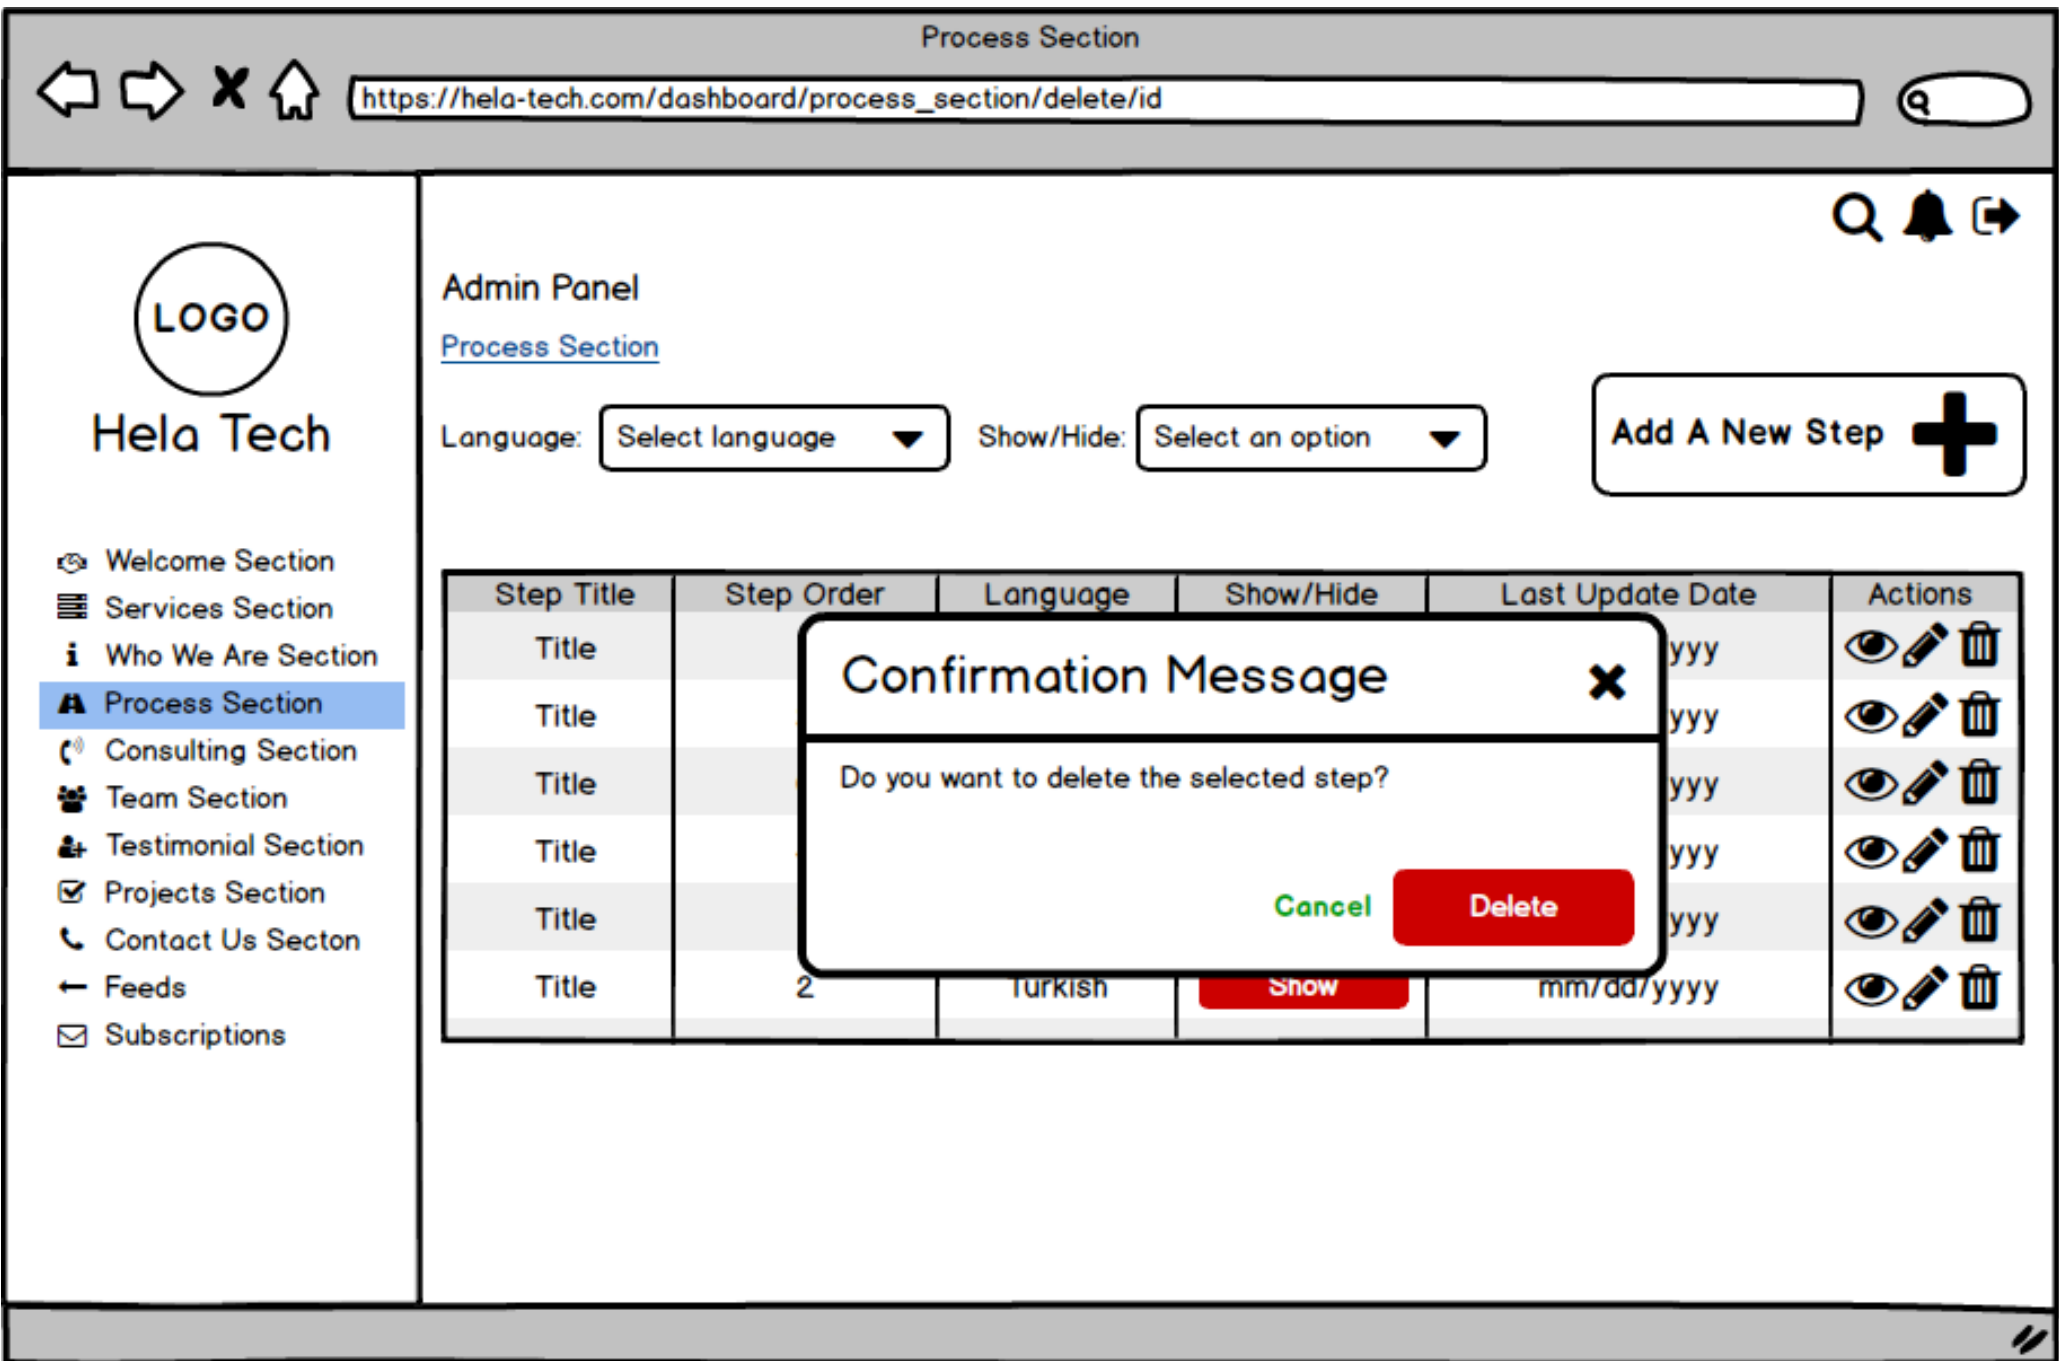 Process Section
https://hela-tech.com/dashboard/process_section/delete/id
LOGO
Hela Tech
Welcome Section
Services Section
Who We Are Section
Process Section
Consulting Section
Team Section
Testimonial Section
Projects Section
Contact Us Secton
Feeds
Subscriptions
Admin Panel
Process Section
Language: Select language Show/Hide: Select an option
Add A New Step
Step Title Step Order Language Show/Hide Last Update Date Actions
Title yyy
Title yyy
Title yyy
Title yyy
Title yyy
Title 2 Turkish Show mm/dd/yyyy
Confirmation Message
Do you want to delete the selected step?
Cancel Delete